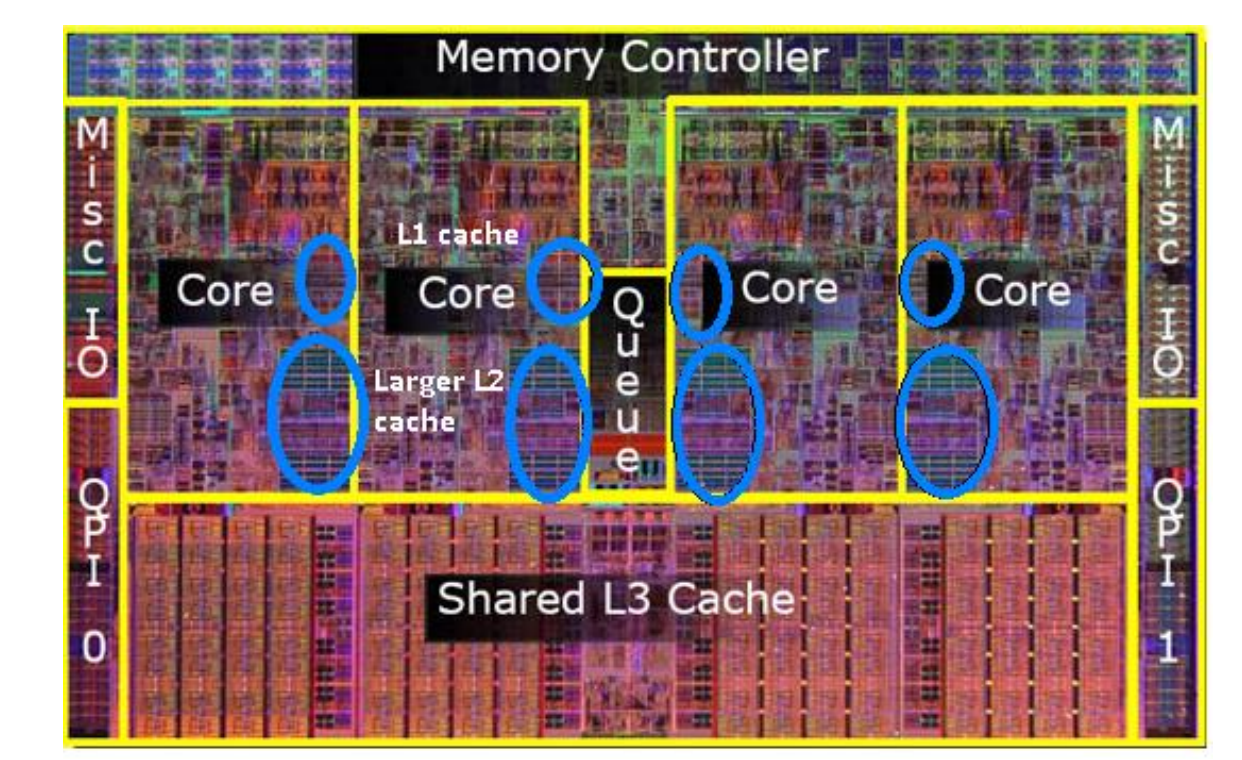 Memory Controller
Misc IO
Misc IO
L1 cache
Core
Core
Core
Core
Queue
Larger L2
cache
QPI 0
QPI 1
Shared L3 Cache